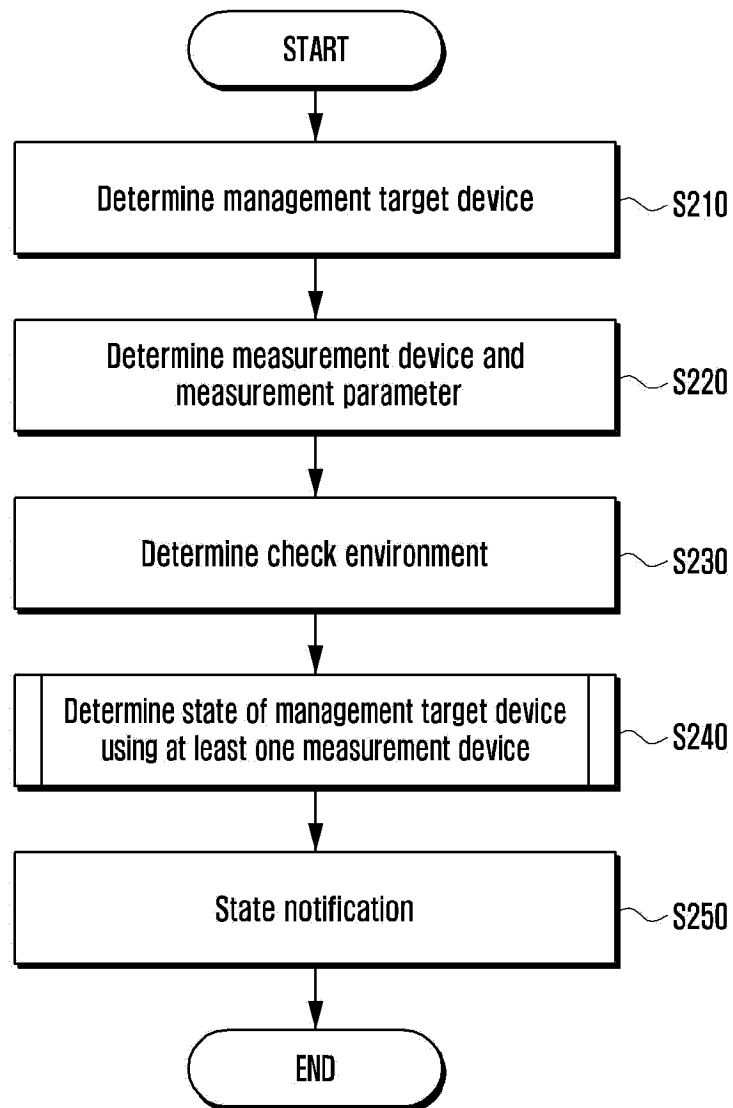 START
Determine management target device
S210
Determine measurement device and
measurement parameter
S220
Determine check environment
S230
Determine state of management target device
using at least one measurement device
S240
State notification
S250
END